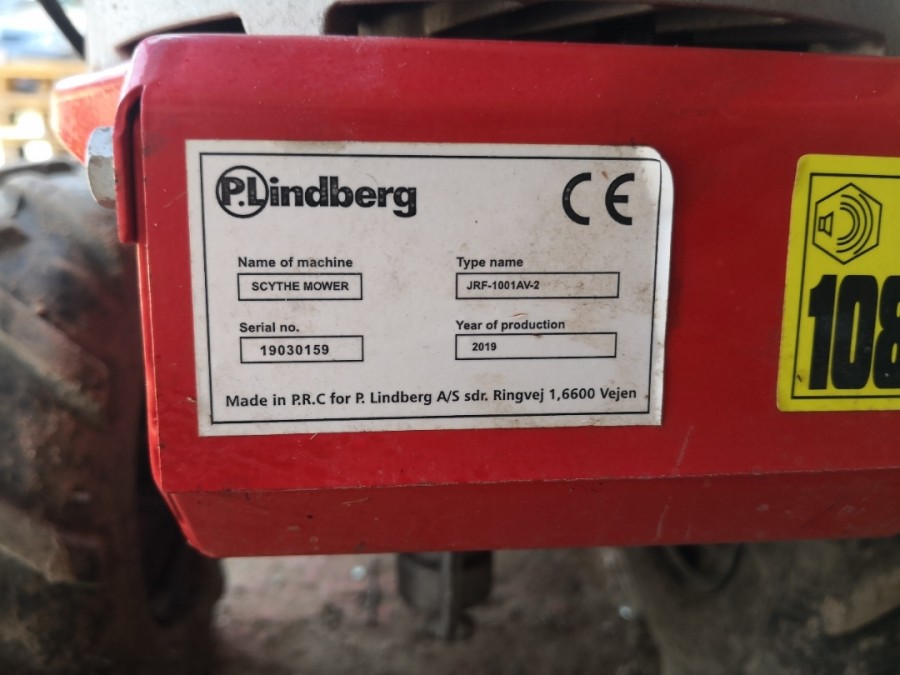 P.Lindberg
CE
Name of machine
SCYTHE MOWER
Type name
JRF-1001AV-2
Serial no.
19030159
Year of production
2019
Made in P.R.C for P. Lindberg A/S sdr. Ringvej 1,6600 Vejen
108